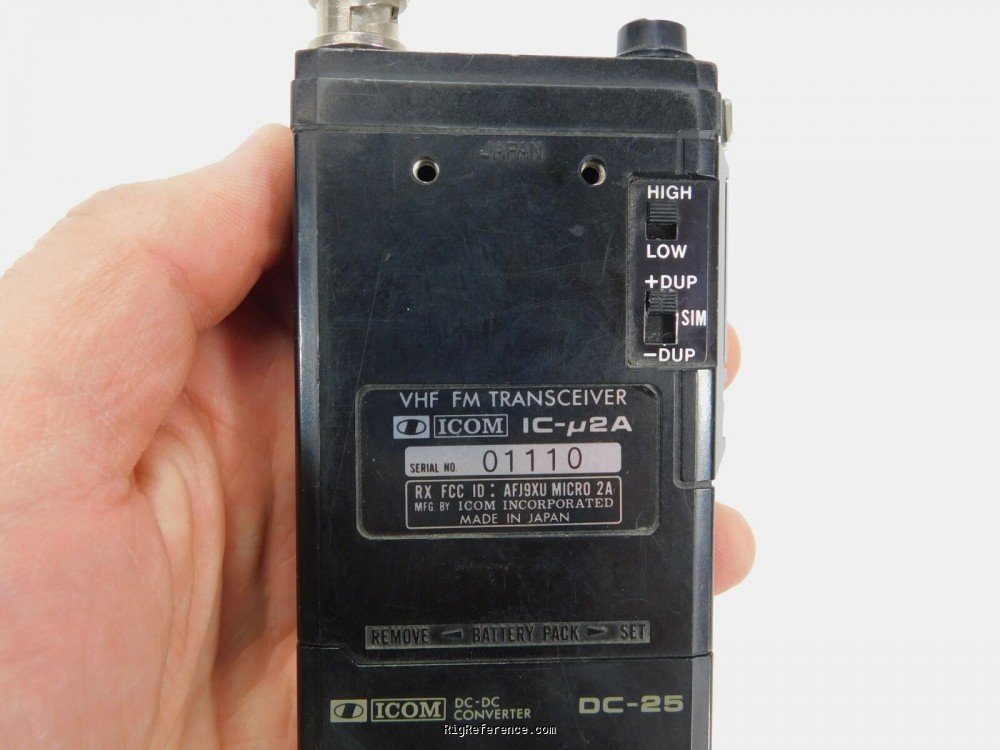 JAPAN
HIGH
LOW
+DUP
SIM
-DUP
VHF FM TRANSCEIVER
ICOM IC-µ2A
SERIAL NO. 01110
RX FCC ID: AFJ9XU MICRO 2A
MFG. BY ICOM INCORPORATED
MADE IN JAPAN
REMOVE ◄ BATTERY PACK ► SET
ICOM DC-DC CONVERTER DC-25
RigReference.com